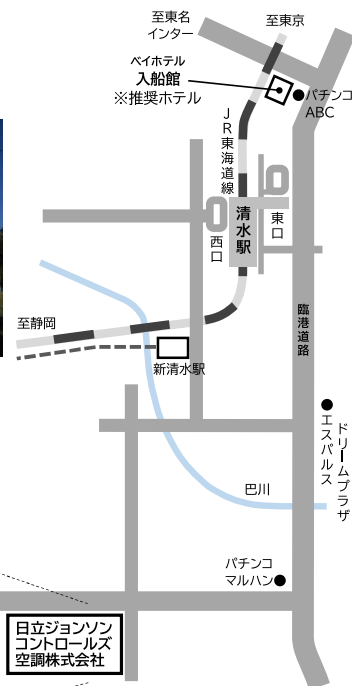 至東名
インター
至東京
ベイホテル
入船館
※推奨ホテル
パチンコ
ABC
JR東海道線
清水駅
東口
西口
至静岡
臨港道路
新清水駅
エスパルス
ドリームプラザ
巴川
パチンコ
マルハン
日立ジョンソン
コントロールズ
空調株式会社